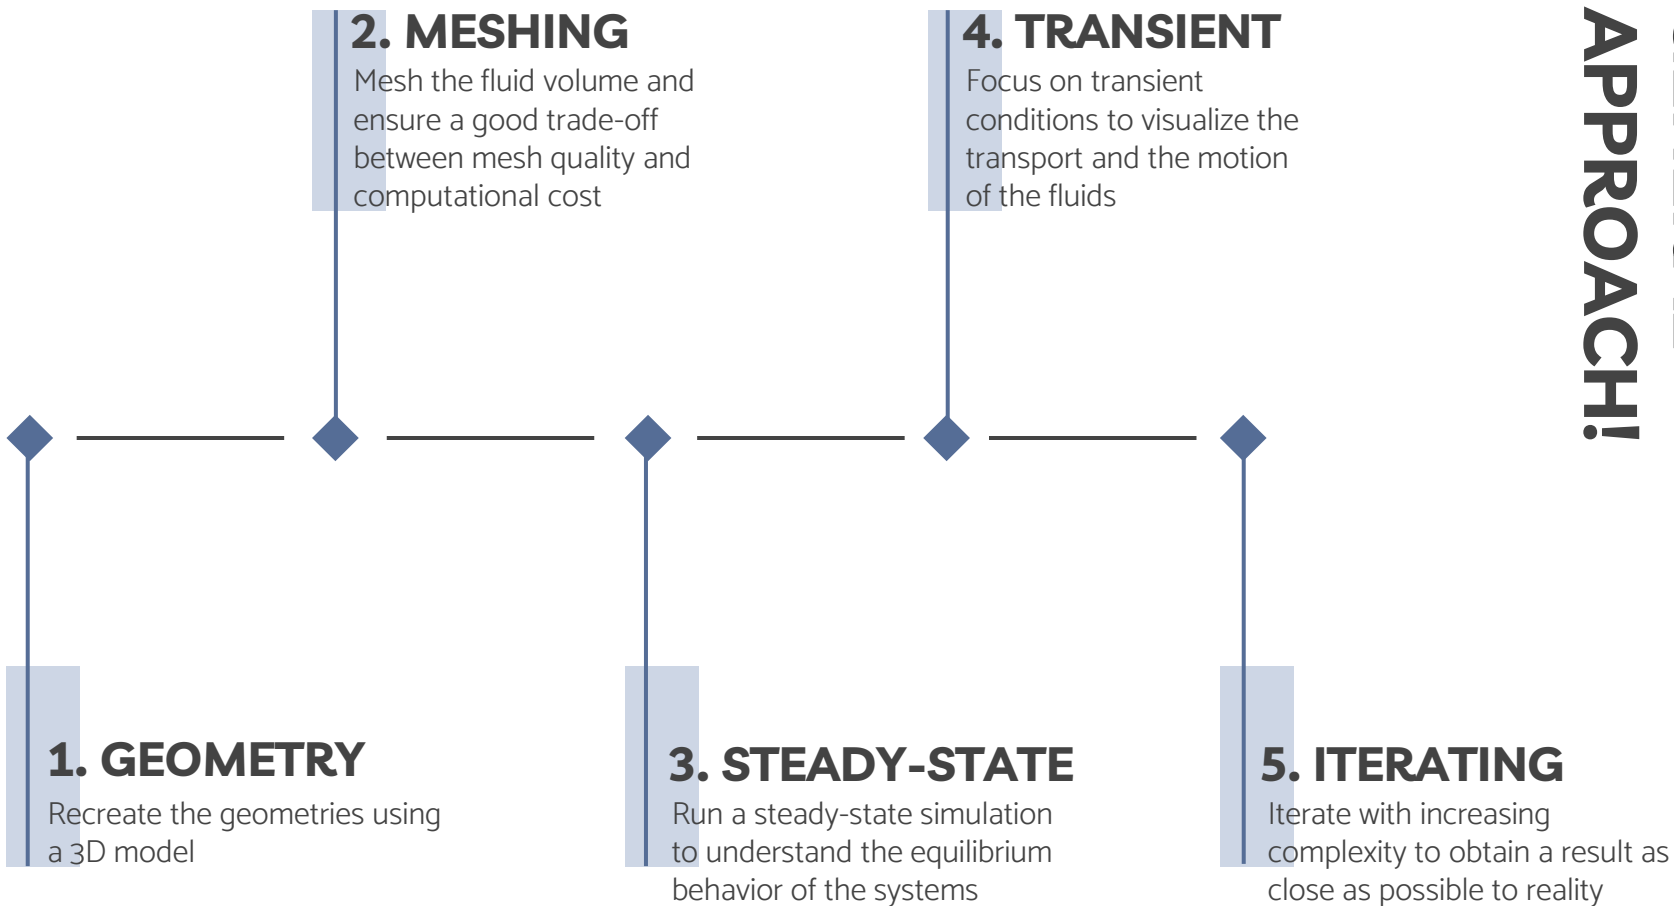 2. MESHING
Mesh the fluid volume and
ensure a good trade-off
between mesh quality and
computational cost
4. TRANSIENT
Focus on transient
conditions to visualize the
transport and the motion
of the fluids
APPROACH!
1. GEOMETRY
Recreate the geometries using
a 3D model
3. STEADY-STATE
Run a steady-state simulation
to understand the equilibrium
behavior of the systems
5. ITERATING
Iterate with increasing
complexity to obtain a result as
close as possible to reality